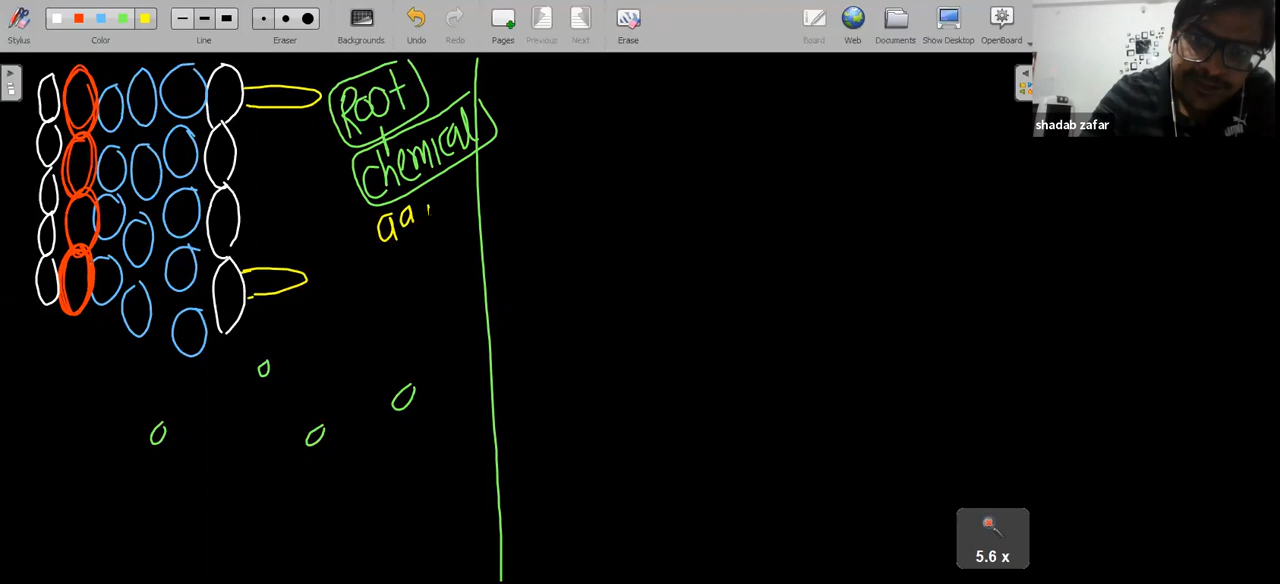 Stylus
Color
Line
Eraser
Backgrounds
Undo
Redo
Pages
Previous
Next
Erase
Board
Web
Documents
Show Desktop
OpenBoard
shadab zafar
Root
chemical
5.6 x